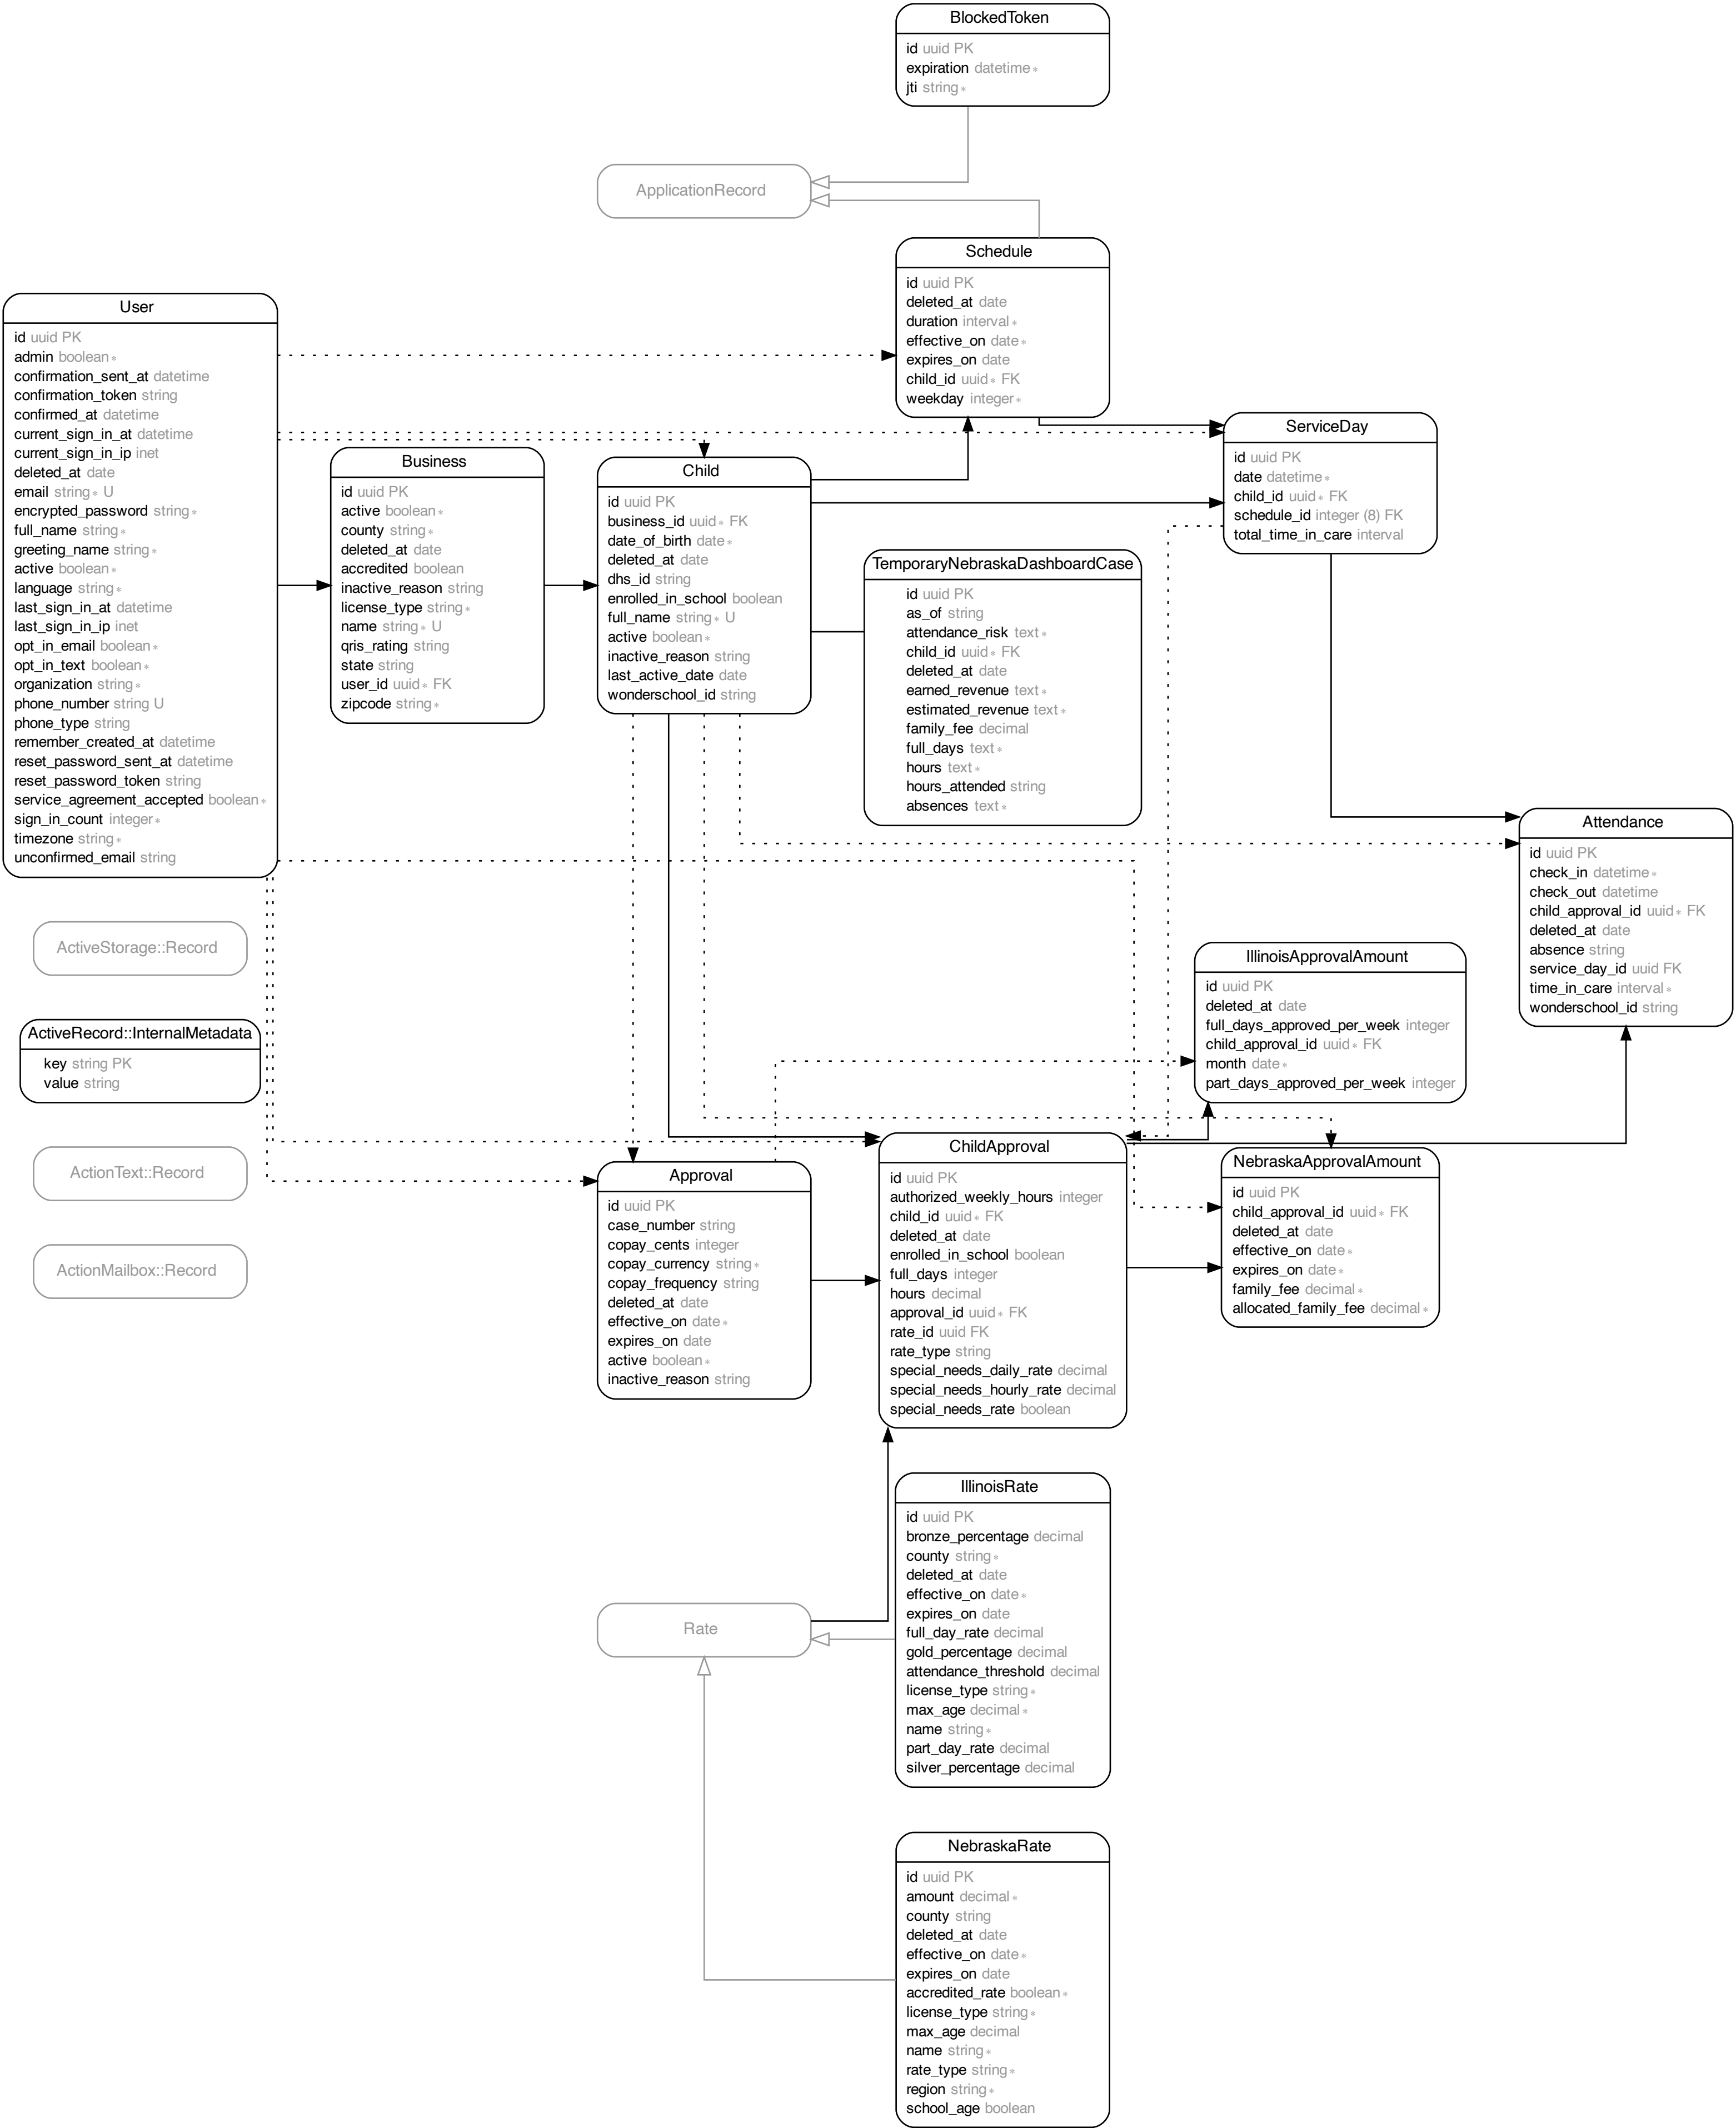 BlockedToken
id uuid PK
expiration datetime *
jti string *
ApplicationRecord
Schedule
id uuid PK
deleted_at date
duration interval *
effective_on date *
expires_on date
child_id uuid * FK
weekday integer *
User
id uuid PK
admin boolean *
confirmation_sent_at datetime
confirmation_token string
confirmed_at datetime
current_sign_in_at datetime
current_sign_in_ip inet
deleted_at date
email string * U
encrypted_password string *
full_name string *
greeting_name string *
active boolean *
language string *
last_sign_in_at datetime
last_sign_in_ip inet
opt_in_email boolean *
opt_in_text boolean *
organization string *
phone_number string U
phone_type string
remember_created_at datetime
reset_password_sent_at datetime
reset_password_token string
service_agreement_accepted boolean *
sign_in_count integer *
timezone string *
unconfirmed_email string
Business
id uuid PK
active boolean *
county string *
deleted_at date
accredited boolean
inactive_reason string
license_type string *
name string * U
qris_rating string
state string
user_id uuid * FK
zipcode string *
Child
id uuid PK
business_id uuid * FK
date_of_birth date *
deleted_at date
dhs_id string
enrolled_in_school boolean
full_name string * U
active boolean *
inactive_reason string
last_active_date date
wonderschool_id string
ServiceDay
id uuid PK
date datetime *
child_id uuid * FK
schedule_id integer (8) FK
total_time_in_care interval
TemporaryNebraskaDashboardCase
id uuid PK
as_of string
attendance_risk text *
child_id uuid * FK
deleted_at date
earned_revenue text *
estimated_revenue text *
family_fee decimal
full_days text *
hours text *
hours_attended string
absences text *
Attendance
id uuid PK
check_in datetime *
check_out datetime
child_approval_id uuid * FK
deleted_at date
absence string
service_day_id uuid FK
time_in_care interval *
wonderschool_id string
ActiveStorage::Record
ActiveRecord::InternalMetadata
key string PK
value string
ActionText::Record
ActionMailbox::Record
IllinoisApprovalAmount
id uuid PK
deleted_at date
full_days_approved_per_week integer
child_approval_id uuid * FK
month date *
part_days_approved_per_week integer
Approval
id uuid PK
case_number string
copay_cents integer
copay_currency string *
copay_frequency string
deleted_at date
effective_on date *
expires_on date
active boolean *
inactive_reason string
ChildApproval
id uuid PK
authorized_weekly_hours integer
child_id uuid * FK
deleted_at date
enrolled_in_school boolean
full_days integer
hours decimal
approval_id uuid * FK
rate_id uuid FK
rate_type string
special_needs_daily_rate decimal
special_needs_hourly_rate decimal
special_needs_rate boolean
NebraskaApprovalAmount
id uuid PK
child_approval_id uuid * FK
deleted_at date
effective_on date *
expires_on date *
family_fee decimal *
allocated_family_fee decimal *
IllinoisRate
id uuid PK
bronze_percentage decimal
county string *
deleted_at date
effective_on date *
expires_on date
full_day_rate decimal
gold_percentage decimal
attendance_threshold decimal
license_type string *
max_age decimal *
name string *
part_day_rate decimal
silver_percentage decimal
Rate
NebraskaRate
id uuid PK
amount decimal *
county string
deleted_at date
effective_on date *
expires_on date
accredited_rate boolean *
license_type string *
max_age decimal
name string *
rate_type string *
region string *
school_age boolean